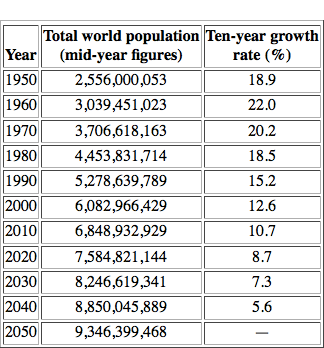 Year Total world population (mid-year figures) Ten-year growth rate (%)
1950 2,556,000,053 18.9
1960 3,039,451,023 22.0
1970 3,706,618,163 20.2
1980 4,453,831,714 18.5
1990 5,278,639,789 15.2
2000 6,082,966,429 12.6
2010 6,848,932,929 10.7
2020 7,584,821,144 8.7
2030 8,246,619,341 7.3
2040 8,850,045,889 5.6
2050 9,346,399,468 —